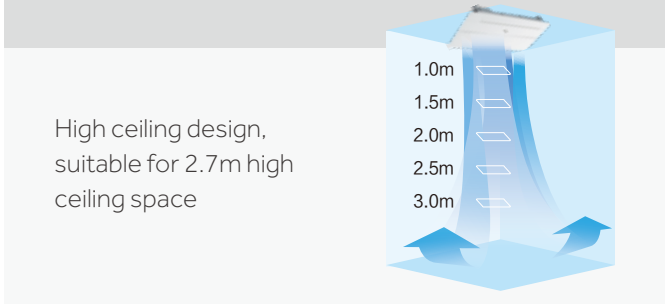 High ceiling design,
suitable for 2.7m high
ceiling space
1.0m
1.5m
2.0m
2.5m
3.0m